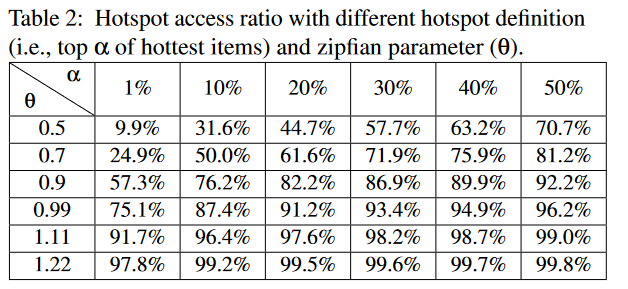 Table 2: Hotspot access ratio with different hotspot definition
(i.e., top α of hottest items) and zipfian parameter (θ).
α
θ 1% 10% 20% 30% 40% 50%
0.5 9.9% 31.6% 44.7% 57.7% 63.2% 70.7%
0.7 24.9% 50.0% 61.6% 71.9% 75.9% 81.2%
0.9 57.3% 76.2% 82.2% 86.9% 89.9% 92.2%
0.99 75.1% 87.4% 91.2% 93.4% 94.9% 96.2%
1.11 91.7% 96.4% 97.6% 98.2% 98.7% 99.0%
1.22 97.8% 99.2% 99.5% 99.6% 99.7% 99.8%